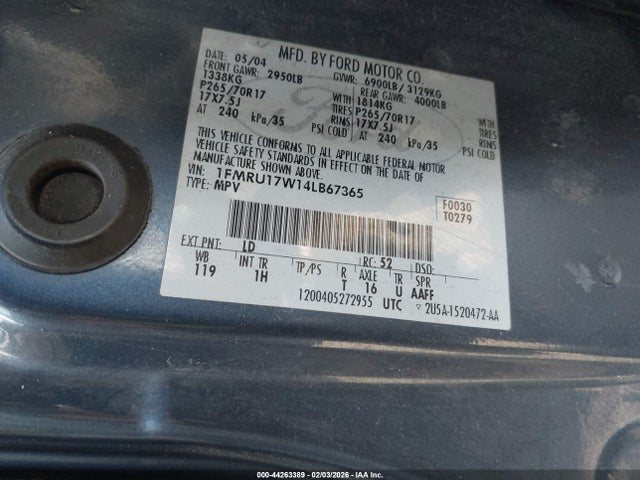 MFD. BY FORD MOTOR CO.
DATE: 05/04 GVWR: 6900LB/ 3129KG
FRONT GAWR: 2950LB REAR GAWR: 4000LB
1338KG WITH 1814KG WITH
P265/70R17 TIRES P265/70R17 TIRES
17X7.5J RIMS 17X7.5J RIMS
AT 240 kPa/35 PSI COLD AT 240 kPa/35 PSI COLD
THIS VEHICLE CONFORMS TO ALL APPLICABLE FEDERAL MOTOR
VEHICLE SAFETY STANDARDS IN EFFECT ON THE DATE OF
MANUFACTURE SHOWN ABOVE.
VIN: 1FMRU17W14LB67365
TYPE: MPV
F0030
T0279
EXT PNT: LD RC: 52 DSO:
WB INT TR TP/PS R AXLE TR SPR
119 1H T 16 U AAFF
1200405272955 UTC ▽ 2U5A-1520472-AA
Ford
000-44263389 - 02/03/2026 - IAA Inc.